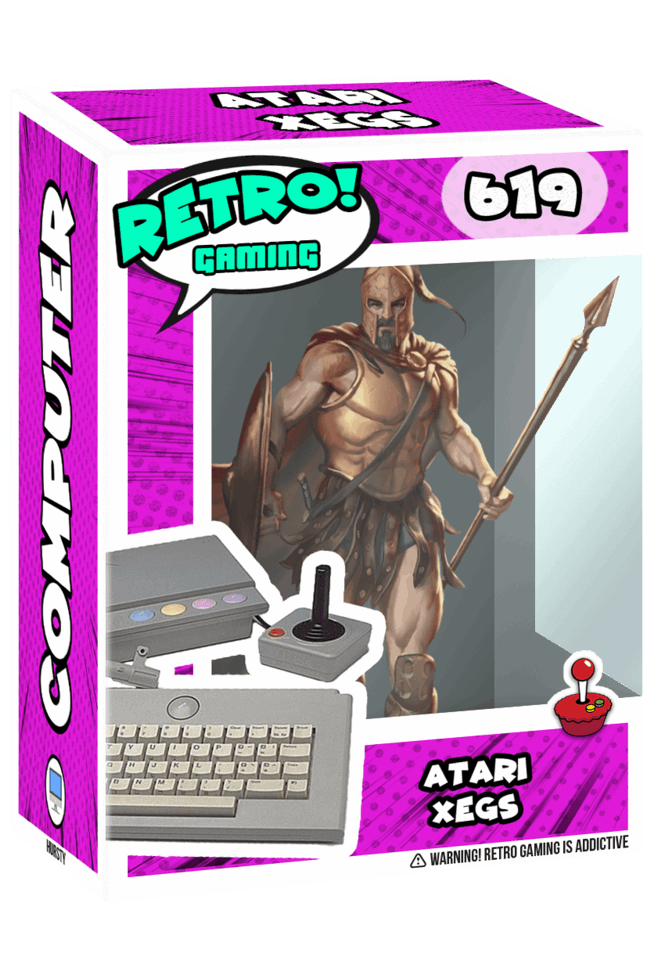 ATARI
XEGS
RETRO!
GAMING
619
COMPUTER
HURSTY
ATARI
XEGS
WARNING! RETRO GAMING IS ADDICTIVE